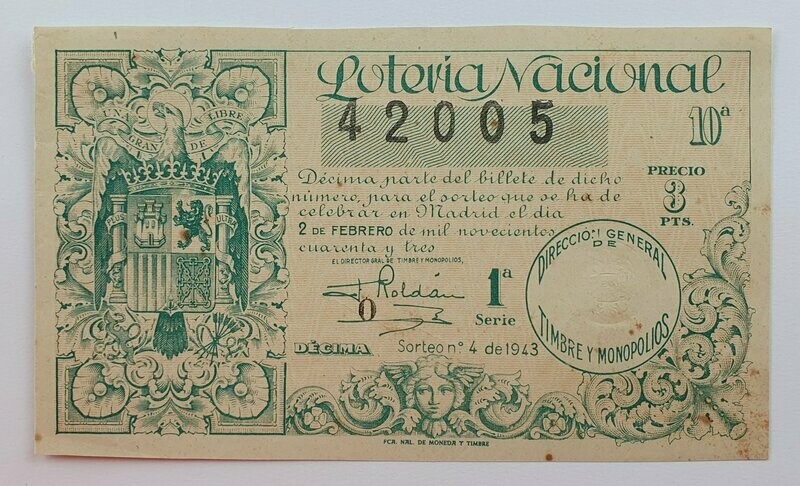 Lotería Nacional
42005
10ª
UNA GRANDE LIBRE
PLUS ULTRA
Décima parte del billete de dicho
número, para el sorteo que se ha de
celebrar en Madrid el día
2 DE FEBRERO de mil novecientos
cuarenta y tres
PRECIO
3
PTS.
EL DIRECTOR GRAL DE TIMBRE Y MONOPOLIOS,
F Roldán
0
1ª
Serie
DIRECCIÓN GENERAL
DE
TIMBRE Y MONOPOLIOS
DÉCIMA
Sorteo nº 4 de 1943
FCA. NAL. DE MONEDA Y TIMBRE